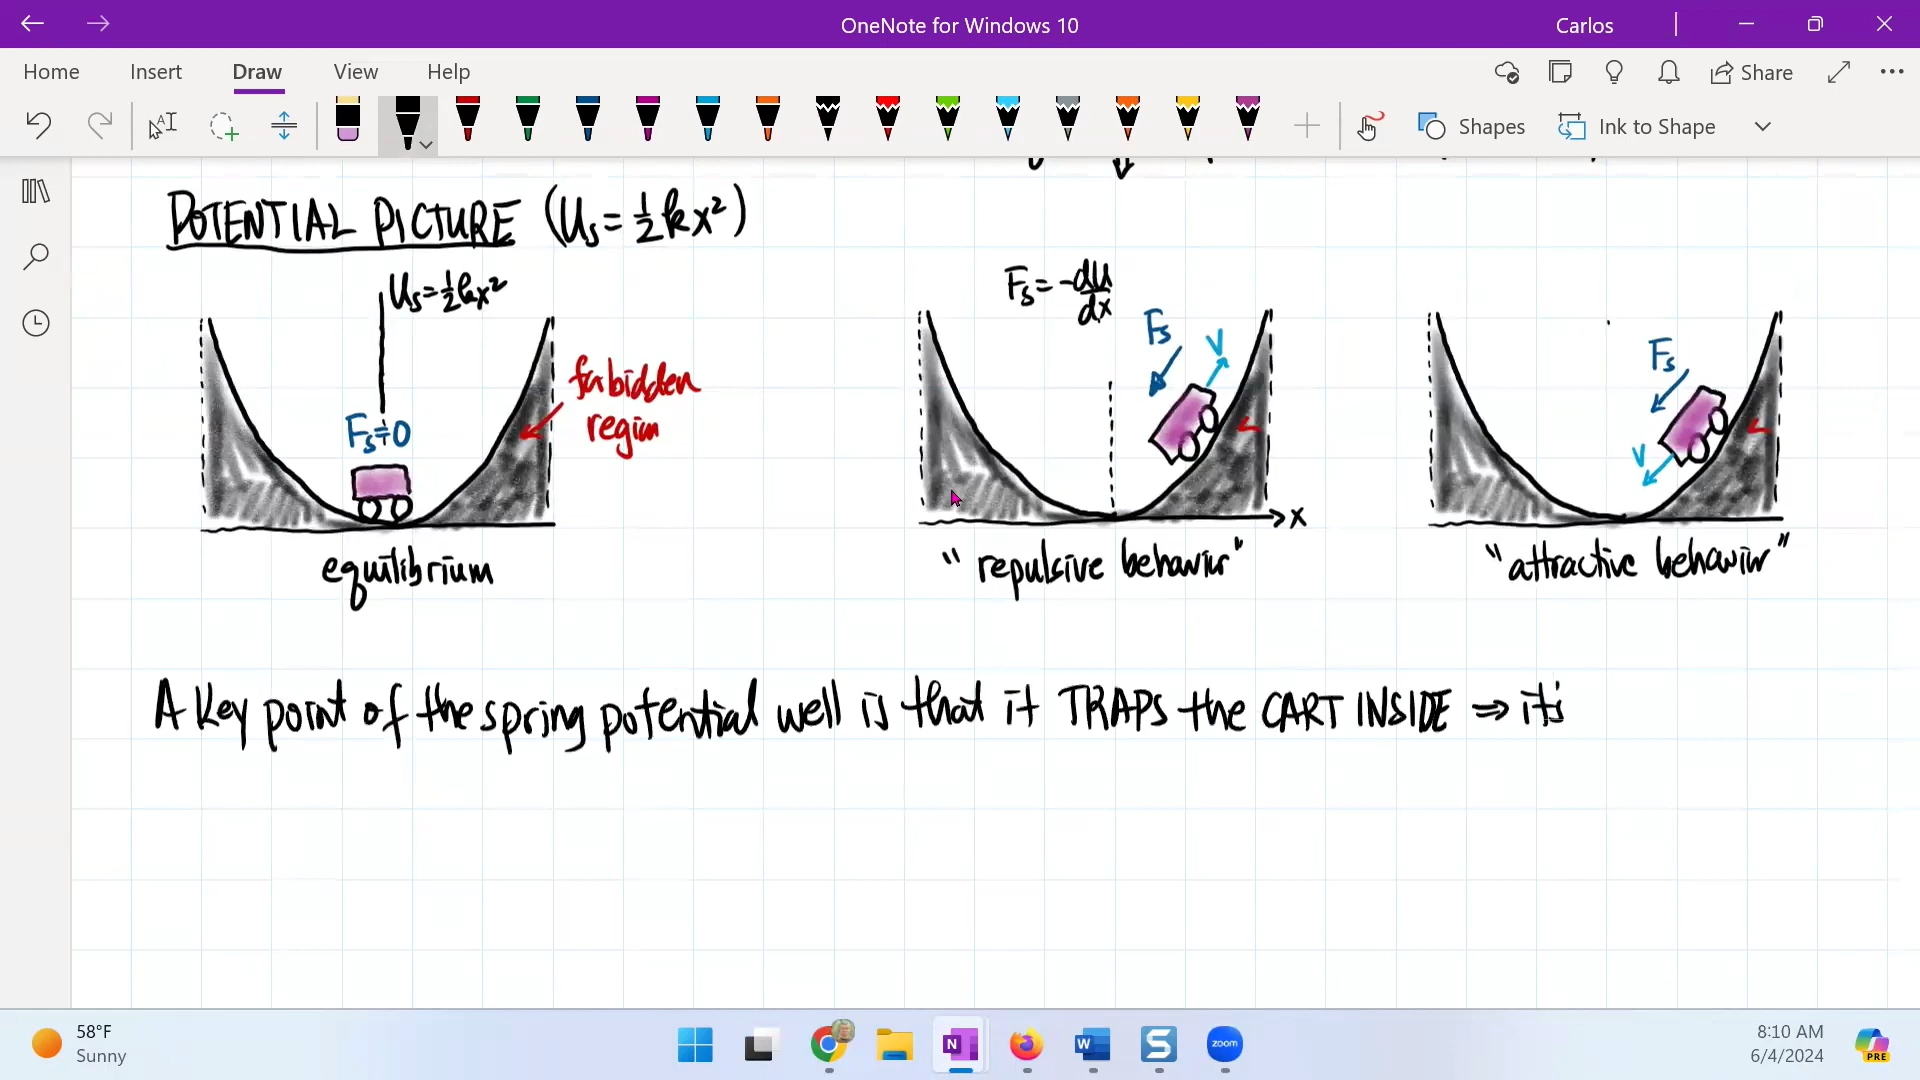 OneNote for Windows 10
Carlos
Home
Insert
Draw
View
Help
Share
Shapes
Ink to Shape
POTENTIAL PICTURE (Us = ½kx²)
Us = ½kx²
Fs = 0
forbidden
region
equilibrium
Fs = -dU/dx
Fs
V
x
"repulsive behavior"
Fs
V
"attractive behavior"
A key point of the spring potential well is that it TRAPS the CART INSIDE ⇒ it's
58°F
Sunny
zoom
8:10 AM
6/4/2024
PRE